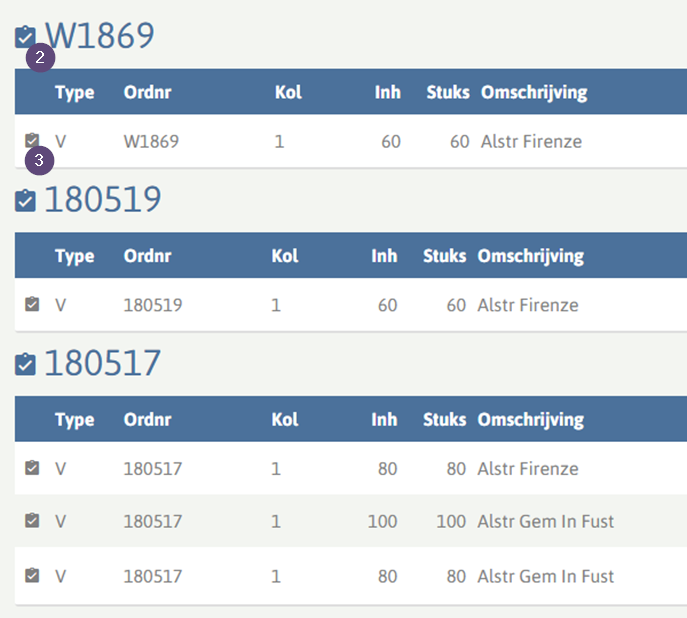 W1869
2
Type Ordnr Kol Inh Stuks Omschrijving
V W1869 1 60 60 Alstr Firenze
3
180519
Type Ordnr Kol Inh Stuks Omschrijving
V 180519 1 60 60 Alstr Firenze
180517
Type Ordnr Kol Inh Stuks Omschrijving
V 180517 1 80 80 Alstr Firenze
V 180517 1 100 100 Alstr Gem In Fust
V 180517 1 80 80 Alstr Gem In Fust